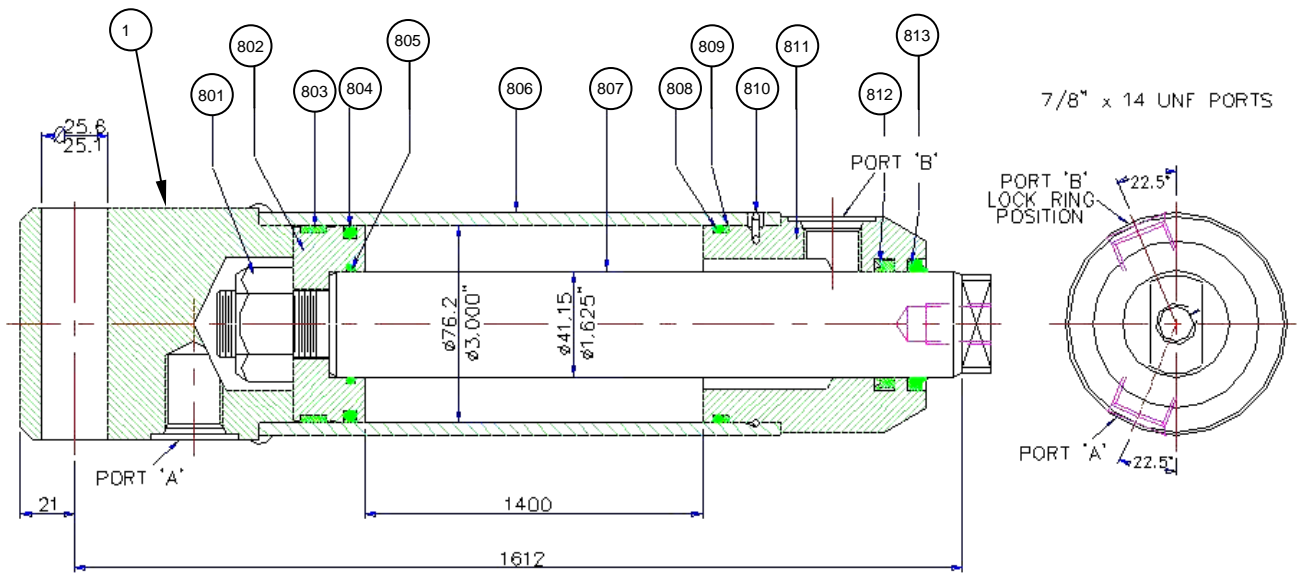 1
802
801
803
804
805
806
807
808
809
810
811
812
813
7/8" x 14 UNF PORTS
Ø25.6
25.1
PORT 'B'
PORT 'B'
LOCK RING
POSITION
22.5°
ø76.2
ø3.000"
ø41.15
ø1.625"
PORT 'A'
PORT 'A'
22.5°
21
1400
1612